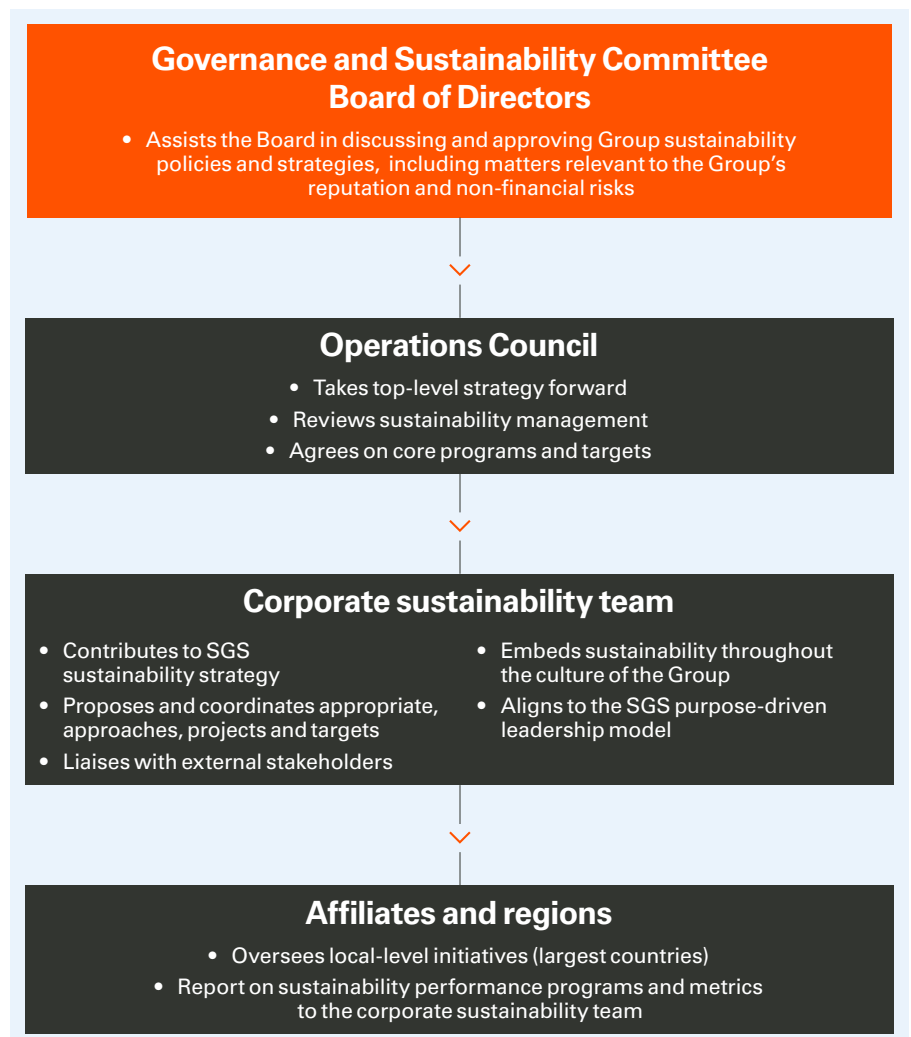 Governance and Sustainability Committee
Board of Directors
• Assists the Board in discussing and approving Group sustainability
policies and strategies, including matters relevant to the Group's
reputation and non-financial risks
Operations Council
• Takes top-level strategy forward
• Reviews sustainability management
• Agrees on core programs and targets
Corporate sustainability team
• Contributes to SGS
sustainability strategy
• Proposes and coordinates appropriate,
approaches, projects and targets
• Liaises with external stakeholders
• Embeds sustainability throughout
the culture of the Group
• Aligns to the SGS purpose-driven
leadership model
Affiliates and regions
• Oversees local-level initiatives (largest countries)
• Report on sustainability performance programs and metrics
to the corporate sustainability team